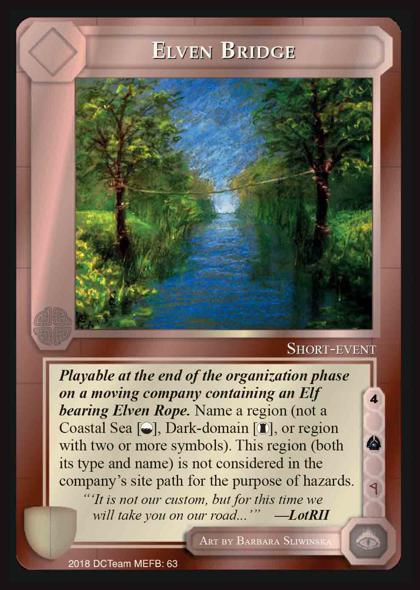 Elven Bridge
Short-event
Playable at the end of the organization phase
on a moving company containing an Elf
bearing Elven Rope. Name a region (not a
Coastal Sea [], Dark-domain [], or region
with two or more symbols). This region (both
its type and name) is not considered in the
company's site path for the purpose of hazards.
“‘It is not our custom, but for this time we
will take you on our road...’” —LotRII
4
Art by Barbara Sliwinska
2018 DCTeam MEFB: 63